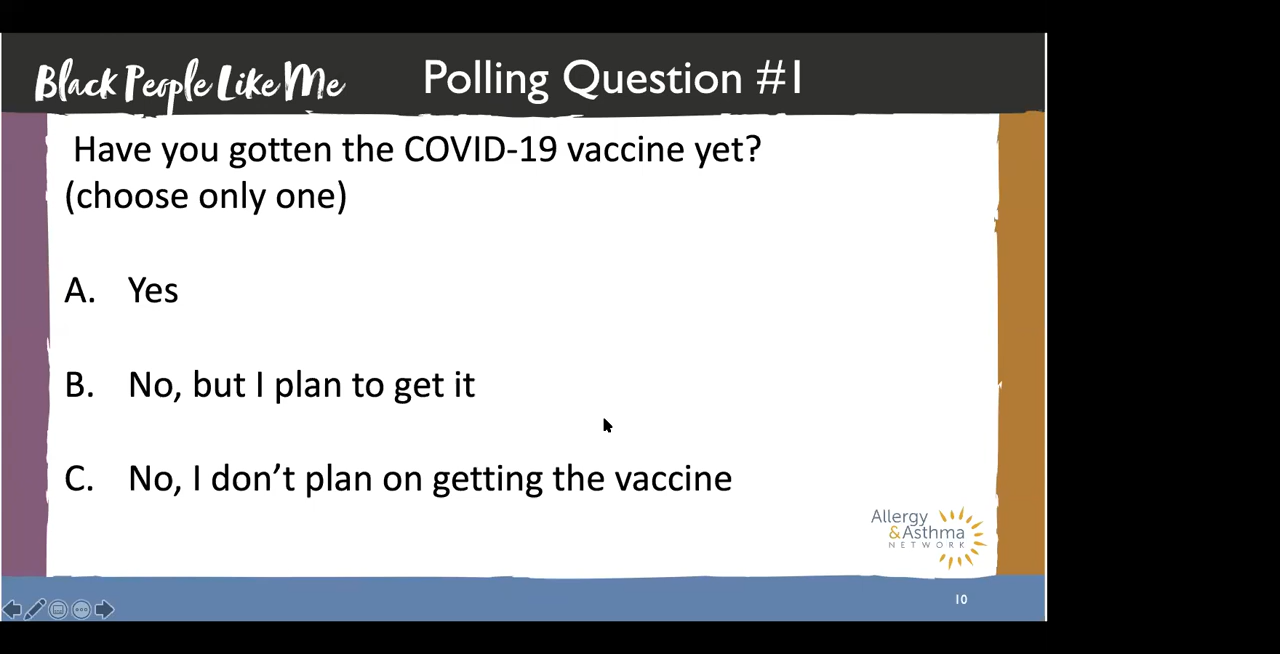 Black People Like Me
Polling Question #1
Have you gotten the COVID-19 vaccine yet?
(choose only one)
A. Yes
B. No, but I plan to get it
C. No, I don’t plan on getting the vaccine
Allergy
&Asthma
NETWORK
10